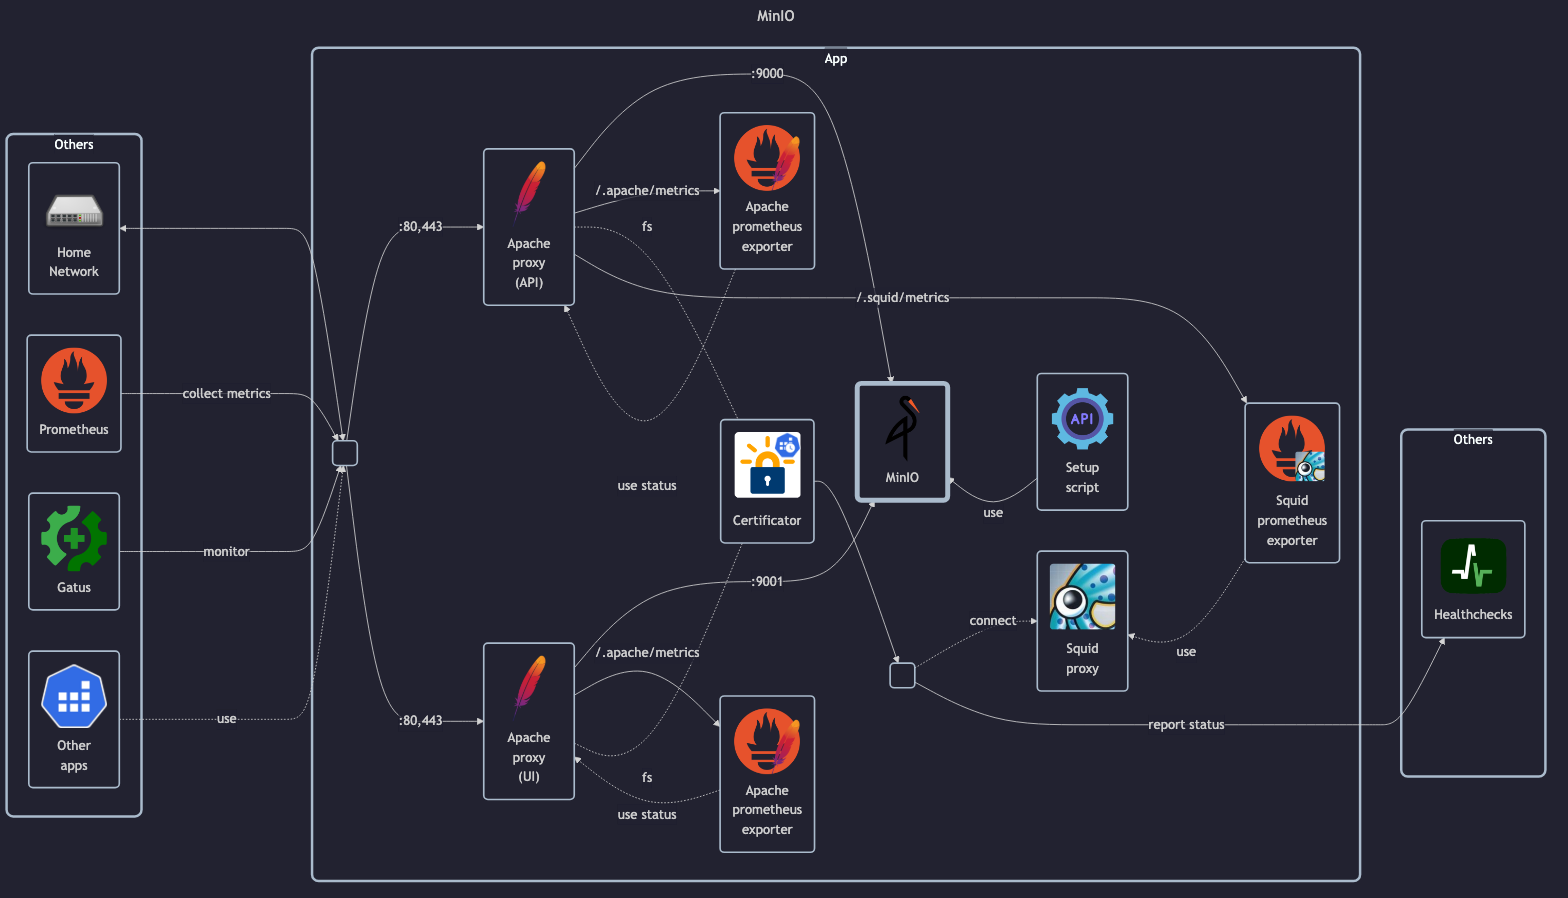 MinIO
App
Others
Home
Network
Prometheus
Gatus
Other
apps
collect metrics
monitor
use
:80,443
:80,443
Apache
proxy
(API)
:9000
/.apache/metrics
fs
Apache
prometheus
exporter
/.squid/metrics
use status
Certificator
MinIO
API
Setup
script
use
Squid
prometheus
exporter
:9001
connect
Squid
proxy
use
/.apache/metrics
Apache
proxy
(UI)
fs
use status
Apache
prometheus
exporter
report status
Others
Healthchecks